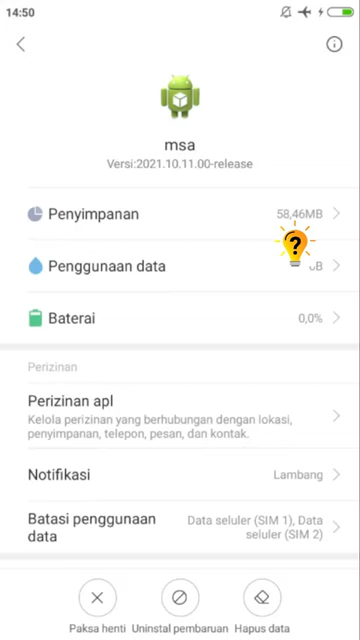 14:50
msa
Versi:2021.10.11.00-release
Penyimpanan 58,46MB
Penggunaan data
Baterai 0,0%
Perizinan
Perizinan apl
Kelola perizinan yang berhubungan dengan lokasi,
penyimpanan, telepon, pesan, dan kontak.
Notifikasi Lambang
Batasi penggunaan data Data seluler (SIM 1), Data
seluler (SIM 2)
Paksa henti Uninstal pembaruan Hapus data